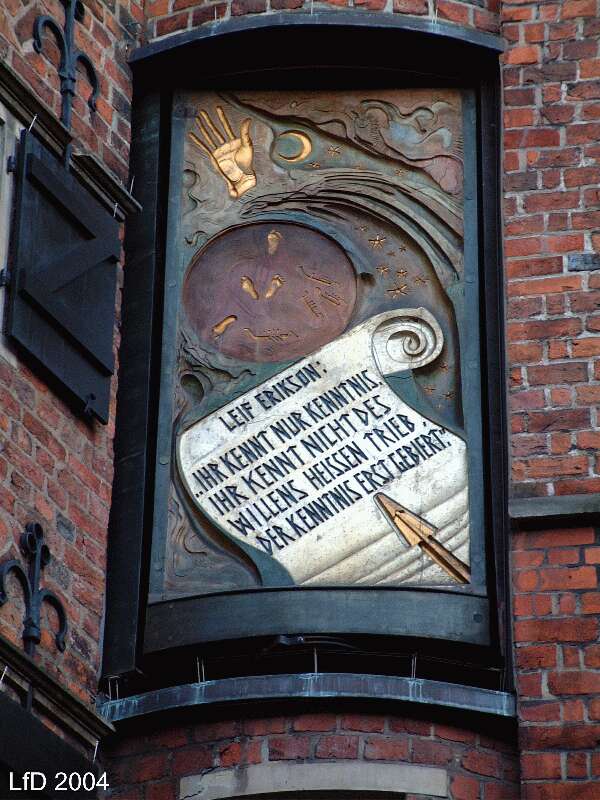 LEIF ERIKSON:
„IHR KENNT NUR KENNTNIS
IHR KENNT NICHT DES
WILLENS HEISSEN TRIEB
DER KENNTNIS ERST GEBIERT."
LfD 2004